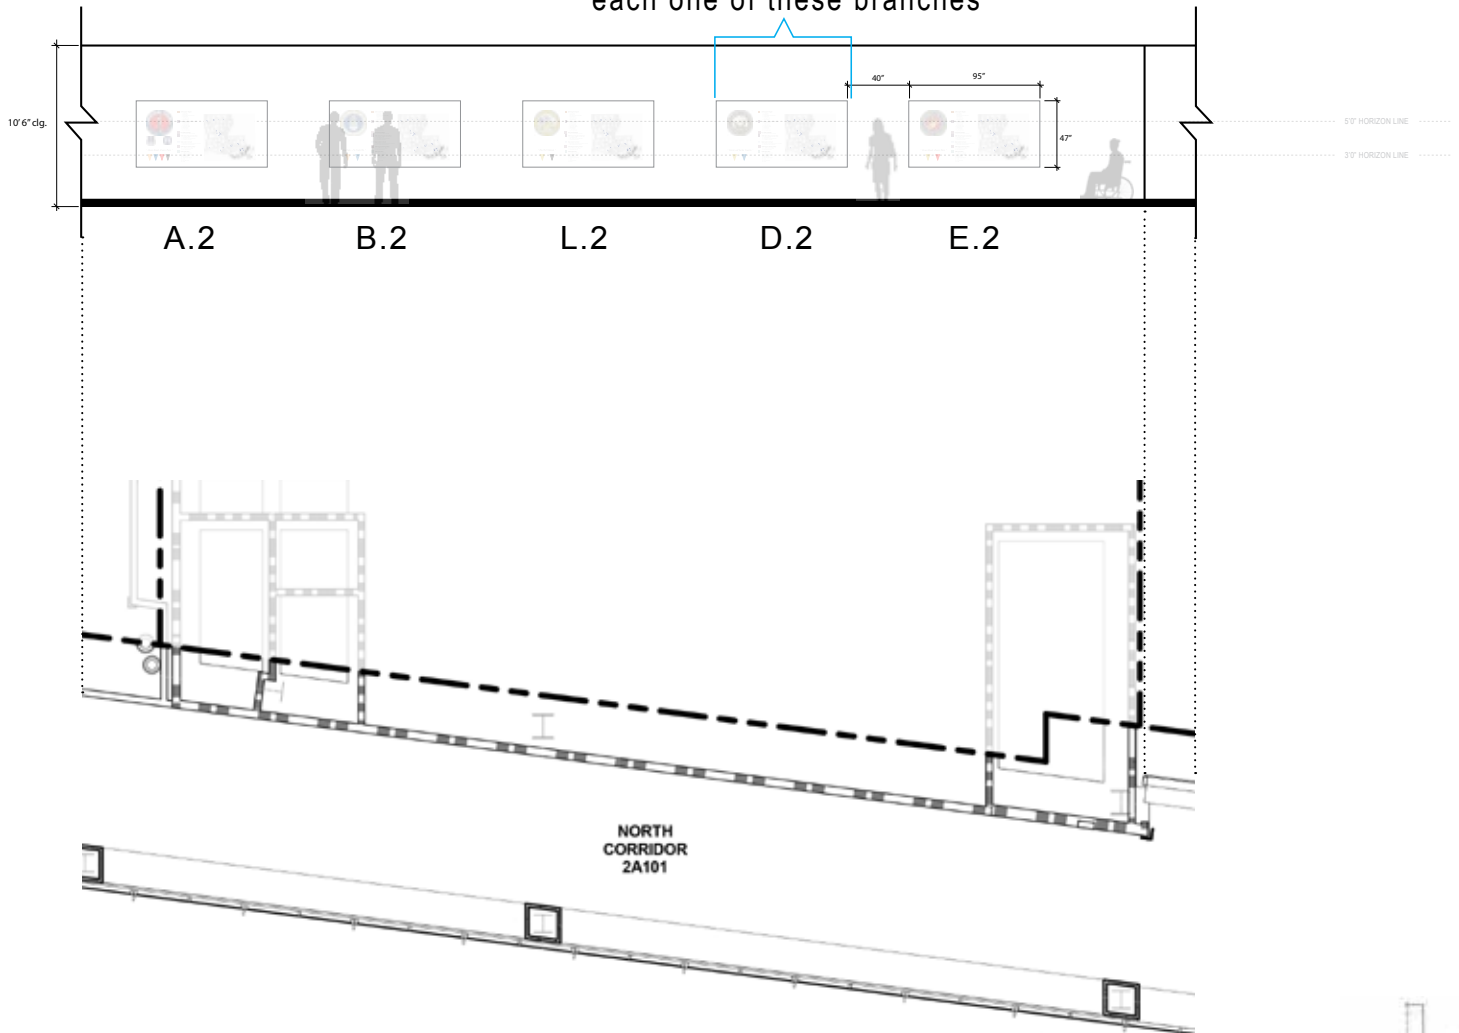 each one of these branches
40"
95"
10' 6" clg.
47"
5'0" HORIZON LINE
3'0" HORIZON LINE
A.2
B.2
L.2
D.2
E.2
NORTH
CORRIDOR
2A101